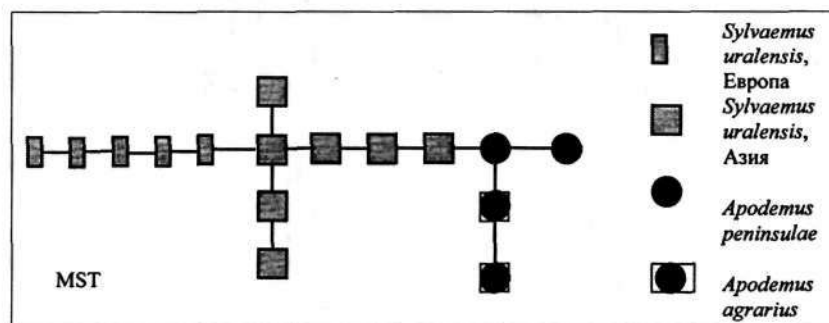 Sylvaemus
uralensis,
Европа
Sylvaemus
uralensis,
Азия
Apodemus
peninsulae
Apodemus
agrarius
MST